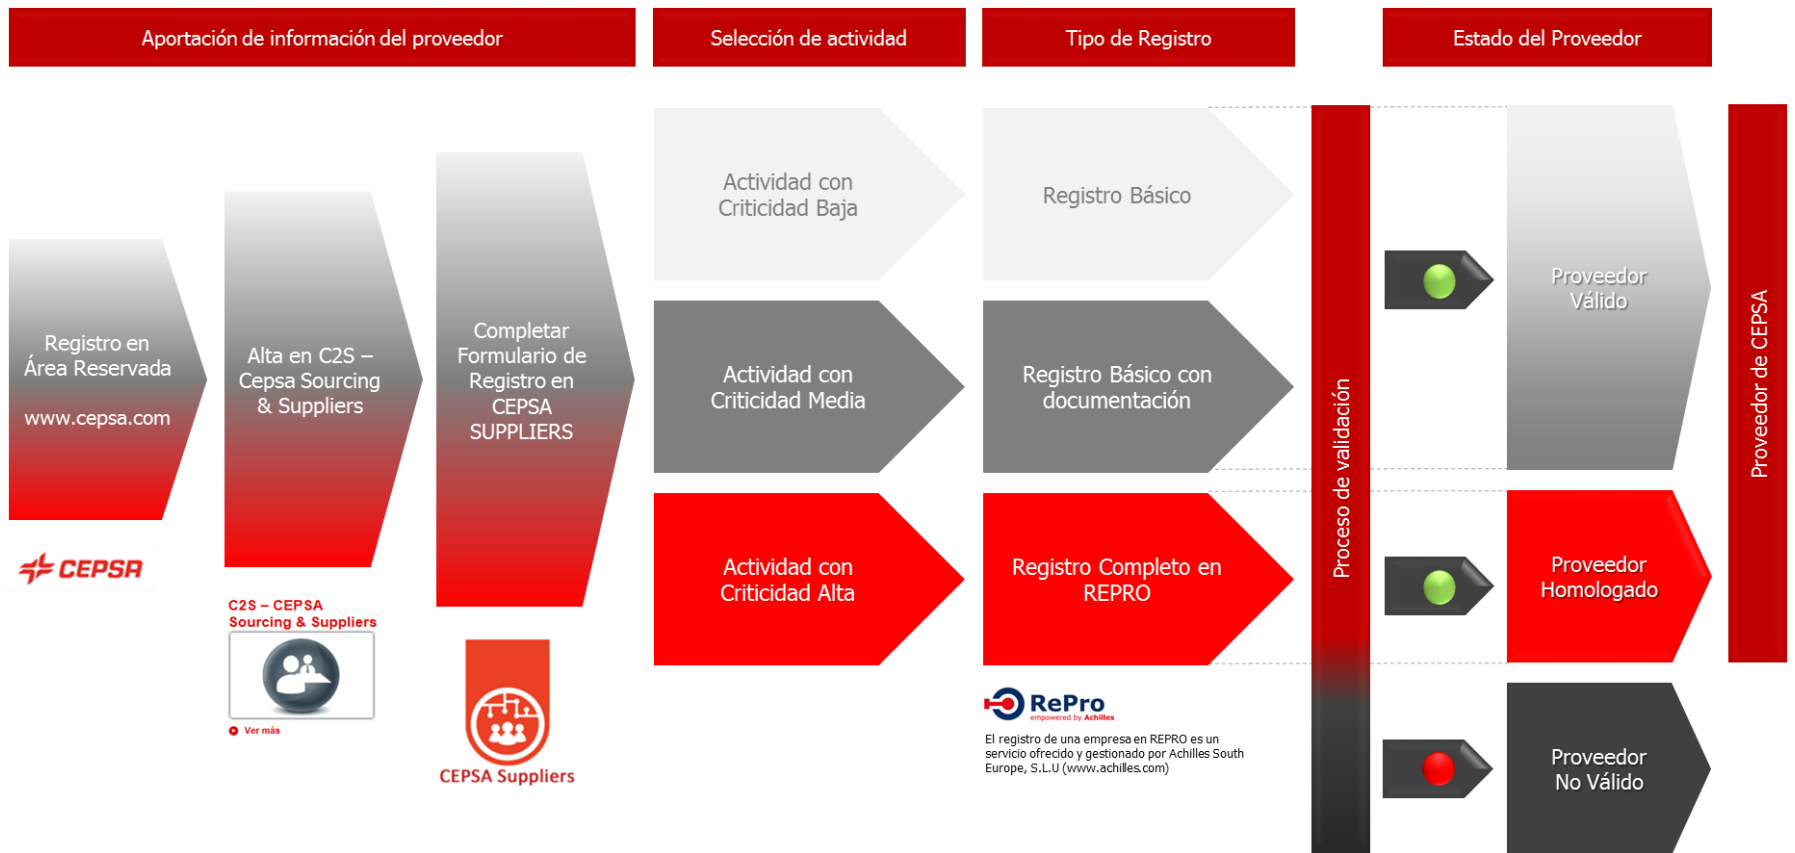 Aportación de información del proveedor
Selección de actividad
Tipo de Registro
Estado del Proveedor
Registro en
Área Reservada
www.cepsa.com
CEPSA
Alta en C2S –
Cepsa Sourcing
& Suppliers
C2S – CEPSA
Sourcing & Suppliers
Ver más
Completar
Formulario de
Registro en
CEPSA
SUPPLIERS
CEPSA Suppliers
Actividad con
Criticidad Baja
Registro Básico
Actividad con
Criticidad Media
Registro Básico con
documentación
Actividad con
Criticidad Alta
Registro Completo en
REPRO
RePro
empowered by Achilles
El registro de una empresa en REPRO es un
servicio ofrecido y gestionado por Achilles South
Europe, S.L.U (www.achilles.com)
Proceso de validación
Proveedor
Válido
Proveedor
Homologado
Proveedor
No Válido
Proveedor de CEPSA